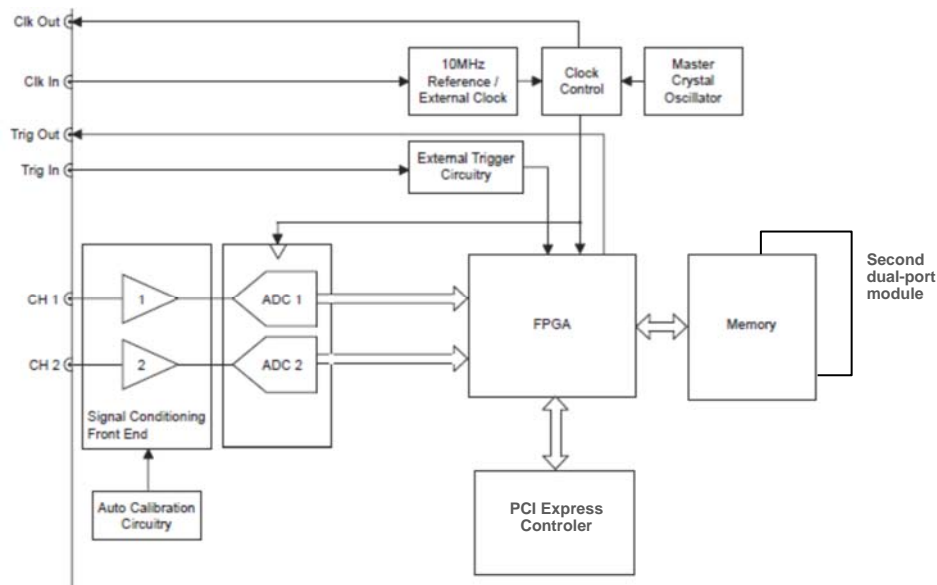 Clk Out
Clk In
10MHz
Reference /
External Clock
Clock
Control
Master
Crystal
Oscillator
Trig Out
Trig In
External Trigger
Circuitry
CH 1
1
ADC 1
FPGA
Memory
Second
dual-port
module
CH 2
2
ADC 2
Signal Conditioning
Front End
Auto Calibration
Circuitry
PCI Express
Controler